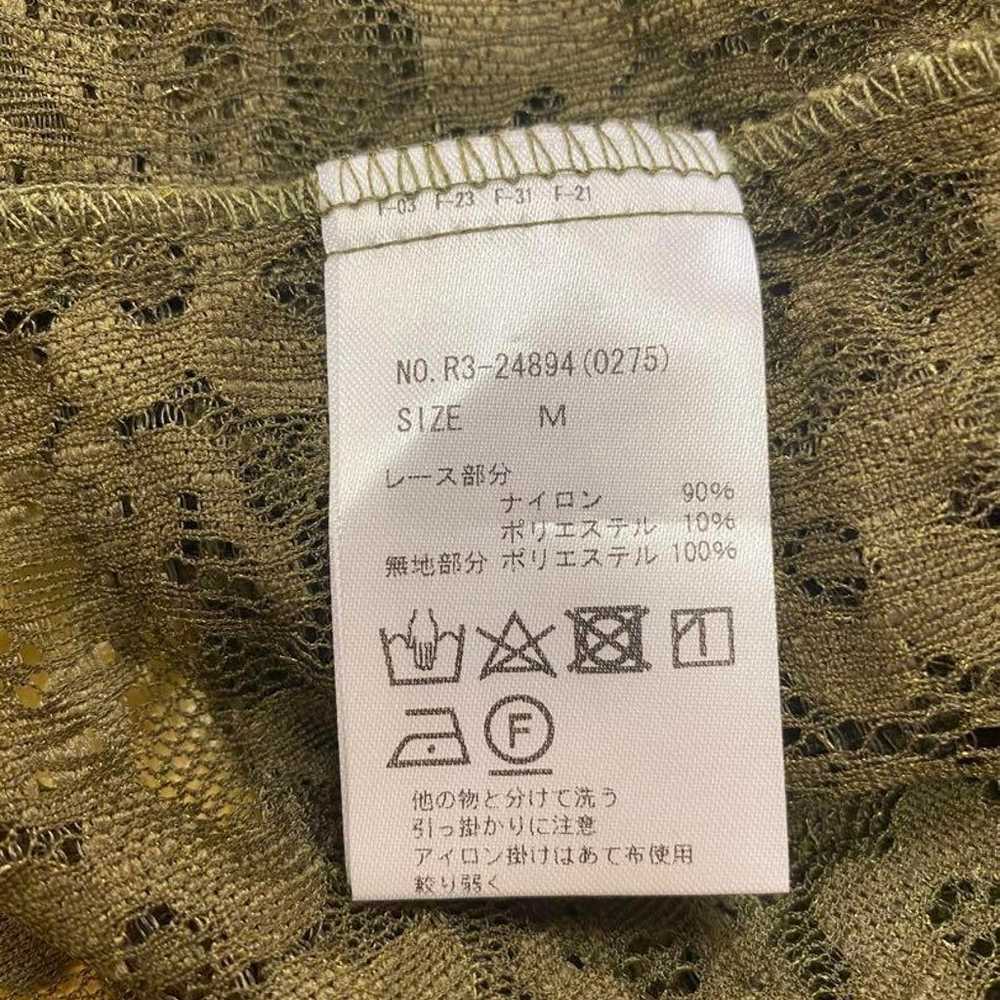 F-03 F-23 F-31 F-21
NO. R3-24894(0275)
SIZE M
レース部分
ナイロン 90%
ポリエステル 10%
無地部分 ポリエステル 100%
F
他の物と分けて洗う
引っ掛かりに注意
アイロン掛けはあて布使用
絞り弱く